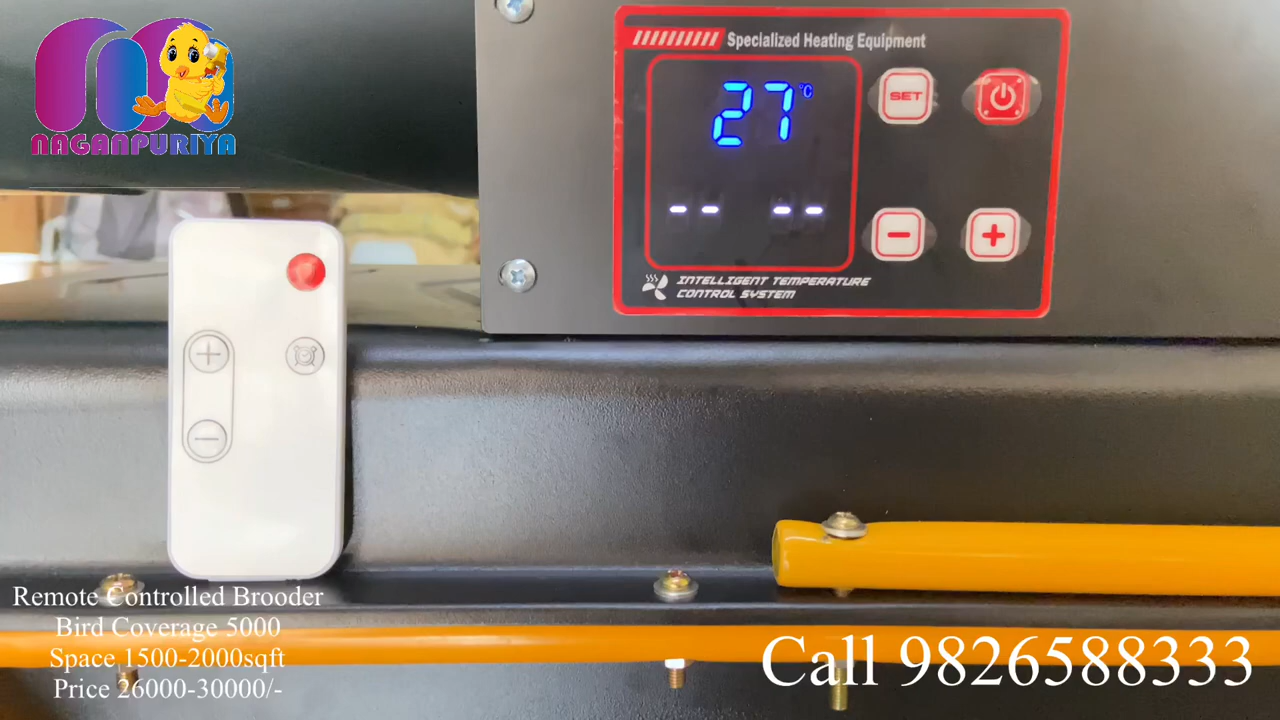 NAGANPURIYA
Specialized Heating Equipment
27°C
-- --
SET
INTELLIGENT TEMPERATURE
CONTROL SYSTEM
Remote Controlled Brooder
Bird Coverage 5000
Space 1500-2000sqft
Price 26000-30000/-
Call 9826588333